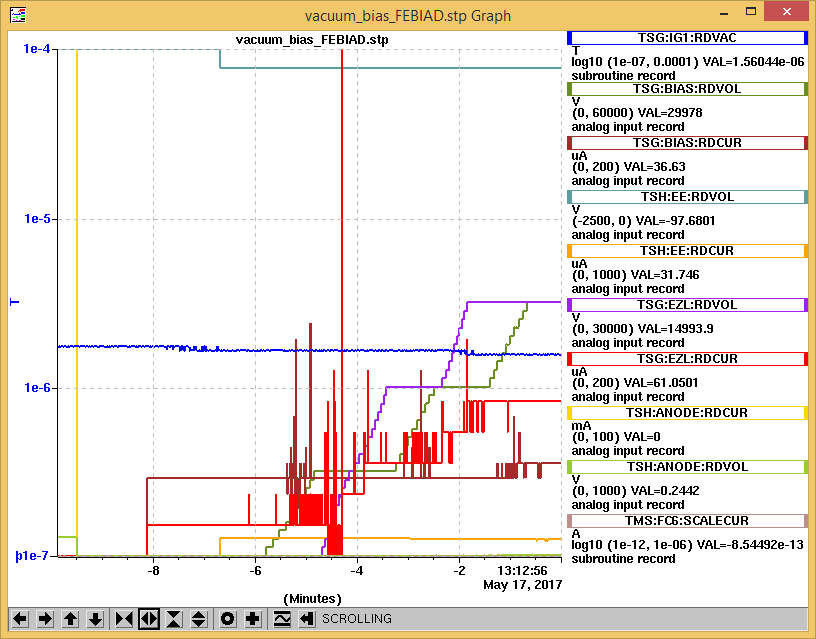 vacuum_bias_FEBIAD.stp Graph
vacuum_bias_FEBIAD.stp
1e-4
1e-5
T
1e-6
1e-7
-8
-6
-4
-2
13:12:56
May 17, 2017
(Minutes)
TSG:IG1:RDVAC
T
log10 (1e-07, 0.0001) VAL=1.56044e-06
subroutine record
TSG:BIAS:RDVOL
V
(0, 60000) VAL=29978
analog input record
TSG:BIAS:RDCUR
uA
(0, 200) VAL=36.63
analog input record
TSH:EE:RDVOL
V
(-2500, 0) VAL=-97.6801
analog input record
TSH:EE:RDCUR
uA
(0, 1000) VAL=31.746
analog input record
TSG:EZL:RDVOL
V
(0, 30000) VAL=14993.9
analog input record
TSG:EZL:RDCUR
uA
(0, 200) VAL=61.0501
analog input record
TSH:ANODE:RDCUR
mA
(0, 100) VAL=0
analog input record
TSH:ANODE:RDVOL
V
(0, 1000) VAL=0.2442
analog input record
TMS:FC6:SCALECUR
A
log10 (1e-12, 1e-06) VAL=-8.54492e-13
subroutine record
SCROLLING